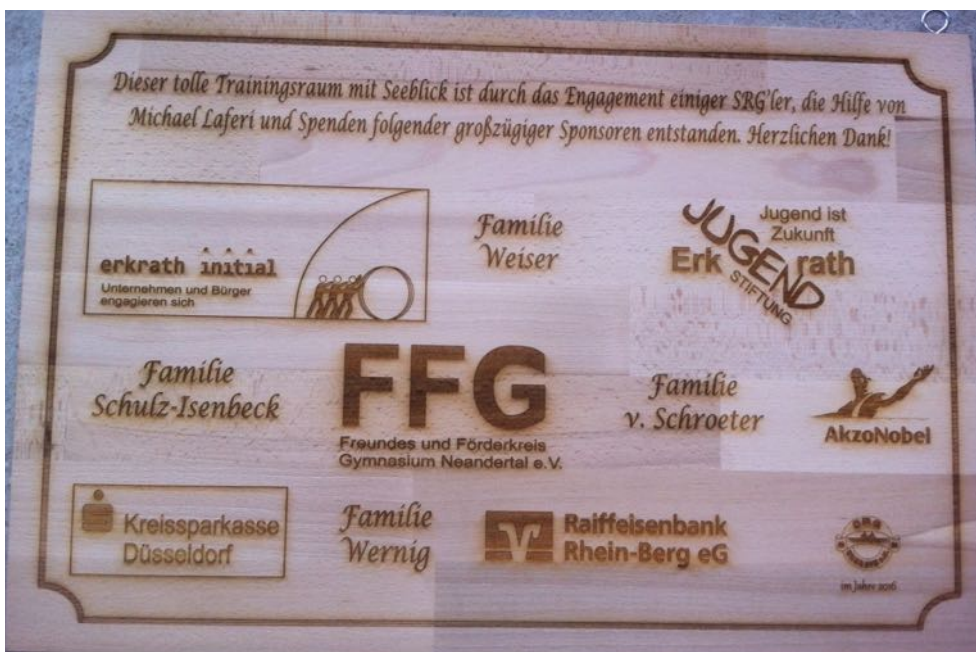 Dieser tolle Trainingsraum mit Seeblick ist durch das Engagement einiger SRG'ler, die Hilfe von
Michael Laferi und Spenden folgender großzügiger Sponsoren entstanden. Herzlichen Dank!
erkrath initial
Unternehmen und Bürger
engagieren sich
Familie
Weiser
Jugend ist
Zukunft
JUGEND
Erk rath
STIFTUNG
Familie
Schulz-Isenbeck
FFG
Freundes und Förderkreis
Gymnasium Neandertal e.V.
Familie
v. Schroeter
AkzoNobel
Kreissparkasse
Düsseldorf
Familie
Wernig
Raiffeisenbank
Rhein-Berg eG
SRG
im Jahre 2016